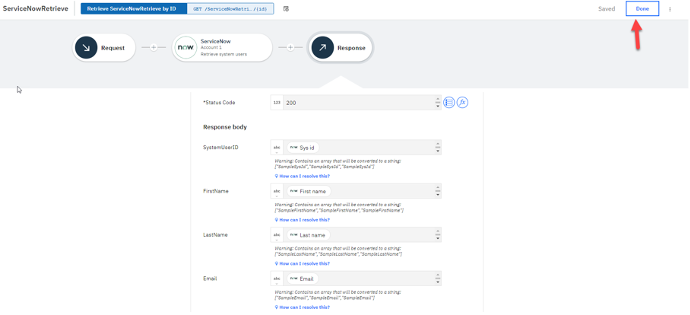 ServiceNowRetrieve
Retrieve ServiceNowRetrieve by ID
GET /ServiceNowRetri../{id}
Saved
Done
Request
now
ServiceNow
Account 1
Retrieve system users
Response
*Status Code
123
200
Response body
SystemUserID
abc
now
Sys id
Warning: Contains an array that will be converted to a string:
["SampleSysId","SampleSysId","SampleSysId"]
How can I resolve this?
FirstName
abc
now
First name
Warning: Contains an array that will be converted to a string:
["SampleFirstname","SampleFirstname","SampleFirstname"]
How can I resolve this?
LastName
abc
now
Last name
Warning: Contains an array that will be converted to a string:
["SampleLastName","SampleLastName","SampleLastName"]
How can I resolve this?
Email
abc
now
Email
Warning: Contains an array that will be converted to a string:
["SampleEmail","SampleEmail","SampleEmail"]
How can I resolve this?